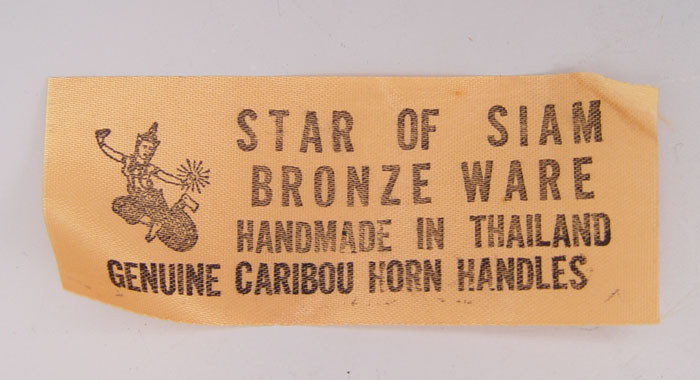 STAR OF SIAM
BRONZE WARE
HANDMADE IN THAILAND
GENUINE CARIBOU HORN HANDLES